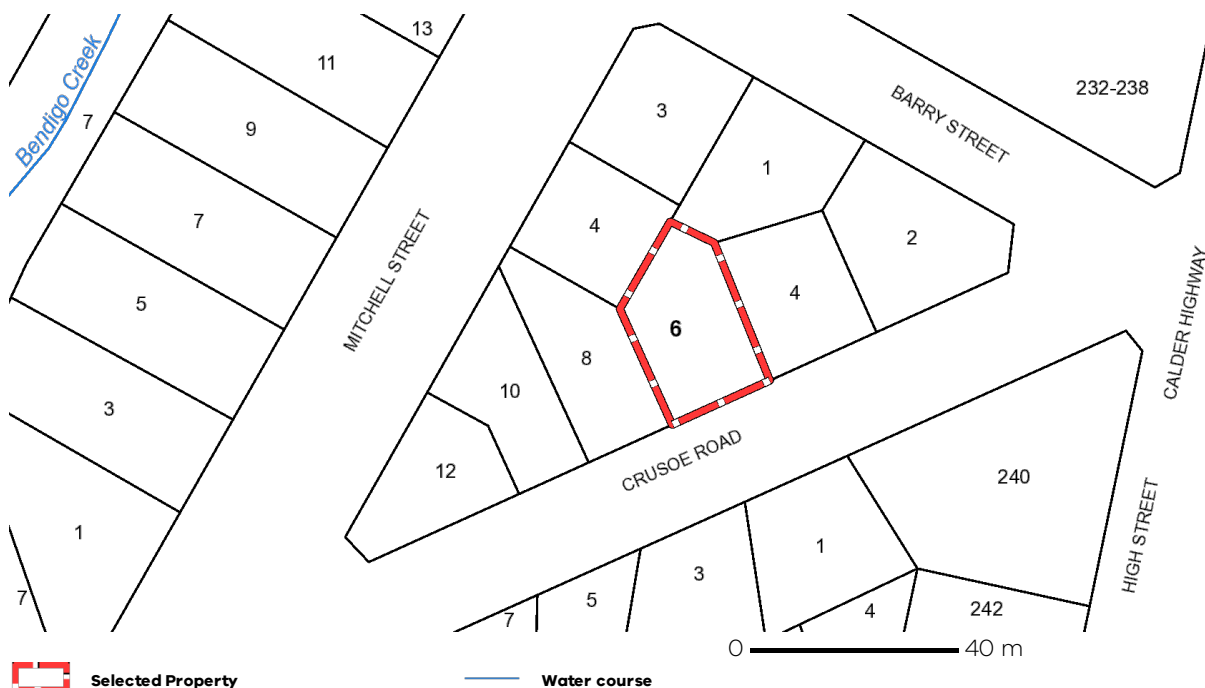 13
11
Bendigo Creek
7
9
3
BARRY STREET
232-238
1
7
4
2
MITCHELL STREET
CALDER HIGHWAY
5
4
6
8
3
10
12
CRUSOE ROAD
240
1
1
3
HIGH STREET
7
5
7
4
242
0 40 m
Selected Property
Water course